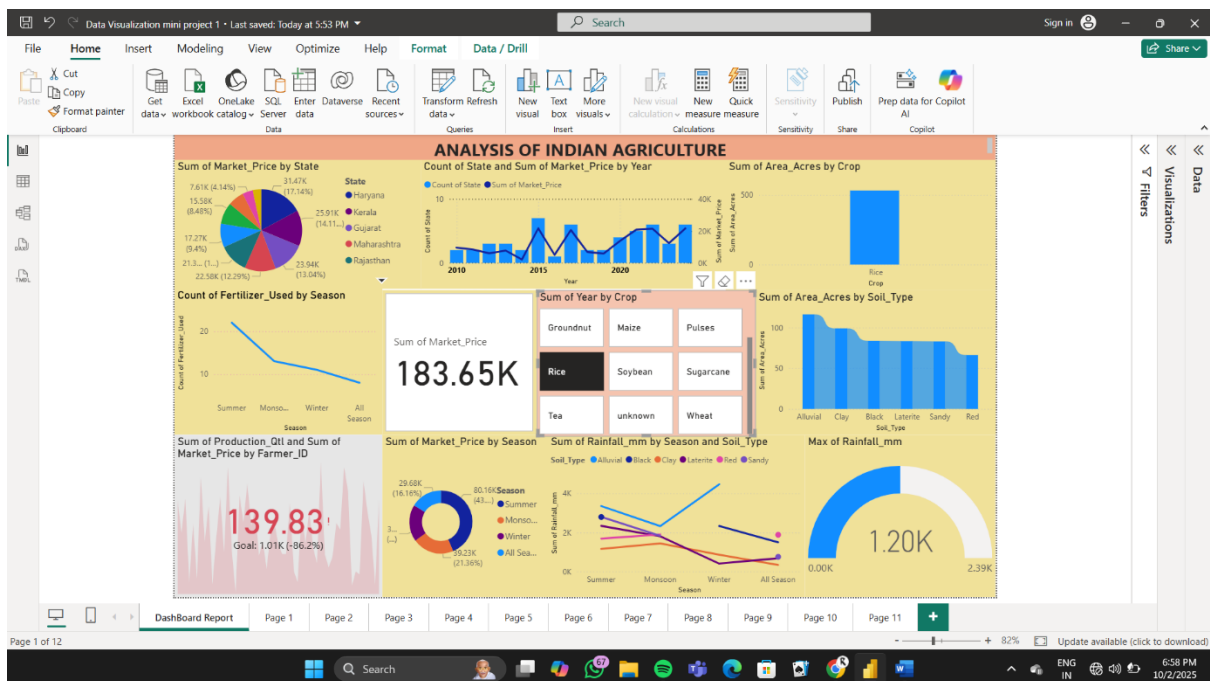 Data Visualization mini project 1 • Last saved: Today at 5:53 PM
Search
Sign in
File Home Insert Modeling View Optimize Help Format Data / Drill
Share
Paste
Cut
Copy
Format painter
Get data
Excel workbook
OneLake catalog
SQL Server
Enter data
Dataverse
Recent sources
Transform data
Refresh
New visual
Text box
More visuals
New visual calculation
New measure
Quick measure
Sensitivity
Publish
Prep data for AI
Copilot
Clipboard Data Queries Insert Calculations Sensitivity Share Copilot
ANALYSIS OF INDIAN AGRICULTURE
Sum of Market_Price by State
7.61K (4.14%)
31.47K (17.14%)
15.58K (8.48%)
25.91K (14.11...)
17.27K (9.4%)
21.3... (1...)
22.58K (12.29%)
23.94K (13.04%)
State
Haryana
Kerala
Gujarat
Maharashtra
Rajasthan
Count of State and Sum of Market_Price by Year
Count of State Sum of Market_Price
Count of State
10
0
40K
20K
0K
Sum of Market_Price
2010 2015 2020
Year
Sum of Area_Acres by Crop
Sum of Area_Acres
500
0
Rice
Crop
Count of Fertilizer_Used by Season
Count of Fertilizer_Used
20
10
Summer Monso... Winter All Season
Season
Sum of Market_Price
183.65K
Sum of Year by Crop
Groundnut Maize Pulses
Rice Soybean Sugarcane
Tea unknown Wheat
Sum of Area_Acres by Soil_Type
Sum of Area_Acres
100
50
0
Alluvial Clay Black Laterite Sandy Red
Soil_Type
Sum of Production_Qtl and Sum of
Market_Price by Farmer_ID
139.83!
Goal: 1.01K (-86.2%)
Sum of Market_Price by Season
29.68K (16.16%)
80.16K (43...)
3... (...)
39.23K (21.36%)
Season
Summer
Monso...
Winter
All Sea...
Sum of Rainfall_mm by Season and Soil_Type
Soil_Type Alluvial Black Clay Laterite Red Sandy
Sum of Rainfall_mm
4K
2K
0K
Summer Monsoon Winter All Season
Season
Max of Rainfall_mm
1.20K
0.00K
2.39K
Filters
Visualizations
Data
DashBoard Report Page 1 Page 2 Page 3 Page 4 Page 5 Page 6 Page 7 Page 8 Page 9 Page 10 Page 11 +
Page 1 of 12
- + 82%
Update available (click to download)
Search
67
ENG
IN
6:58 PM
10/2/2025